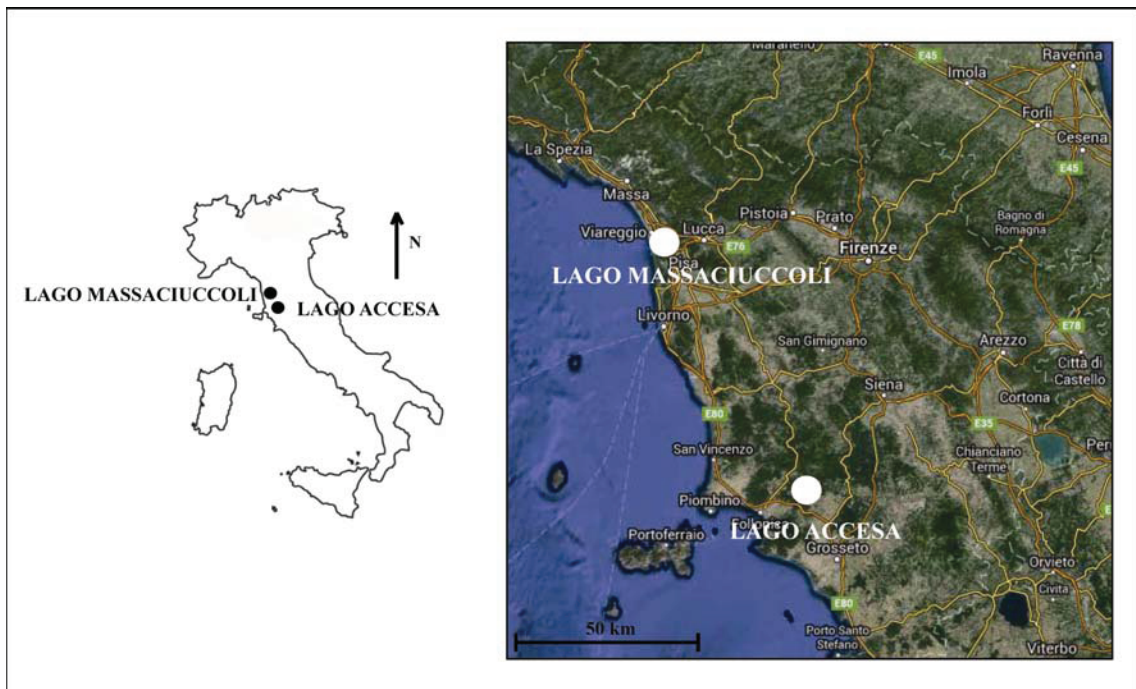 N
LAGO MASSACIUCCOLI
LAGO ACCESA
Maranello
E45
Ravenna
Imola
Forlì
Cesena
E45
La Spezia
Massa
Pistoia
Prato
Bagno di
Romagna
Viareggio
Lucca
E76
Firenze
Pisa
LAGO MASSACIUCCOLI
Livorno
San Gimignano
Arezzo
E78
Città di
Castello
Siena
Cortona
E80
E35
San Vincenzo
Chianciano
Terme
Per
Piombino
Follonica
LAGO ACCESA
Portoferraio
Grosseto
Orvieto
Civita
E80
50 km
Porto Santo
Stefano
Viterbo